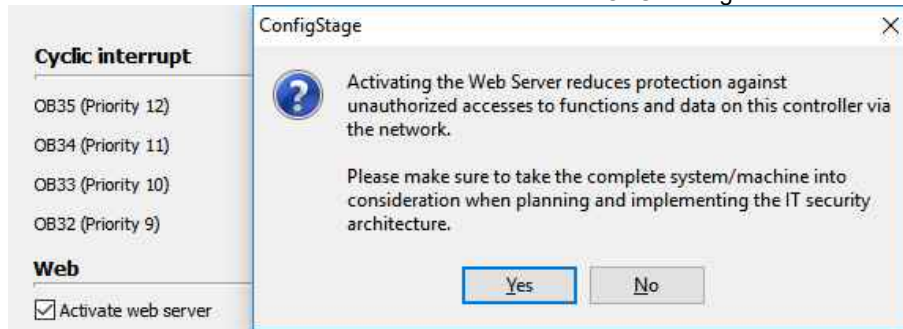 ConfigStage
Cyclic interrupt
OB35 (Priority 12)
OB34 (Priority 11)
OB33 (Priority 10)
OB32 (Priority 9)
Web
Activate web server
Activating the Web Server reduces protection against
unauthorized accesses to functions and data on this controller via
the network.
Please make sure to take the complete system/machine into
consideration when planning and implementing the IT security
architecture.
Yes
No